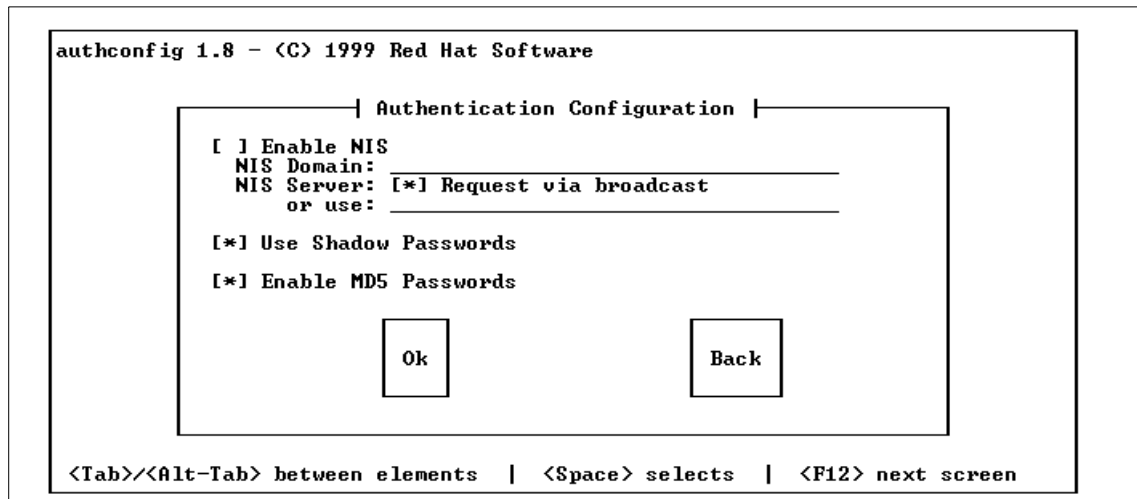 authconfig 1.8 - (C) 1999 Red Hat Software
Authentication Configuration
[ ] Enable NIS
NIS Domain:
NIS Server: [*] Request via broadcast
or use:
[*] Use Shadow Passwords
[*] Enable MD5 Passwords
Ok Back
<Tab>/<Alt-Tab> between elements | <Space> selects | <F12> next screen